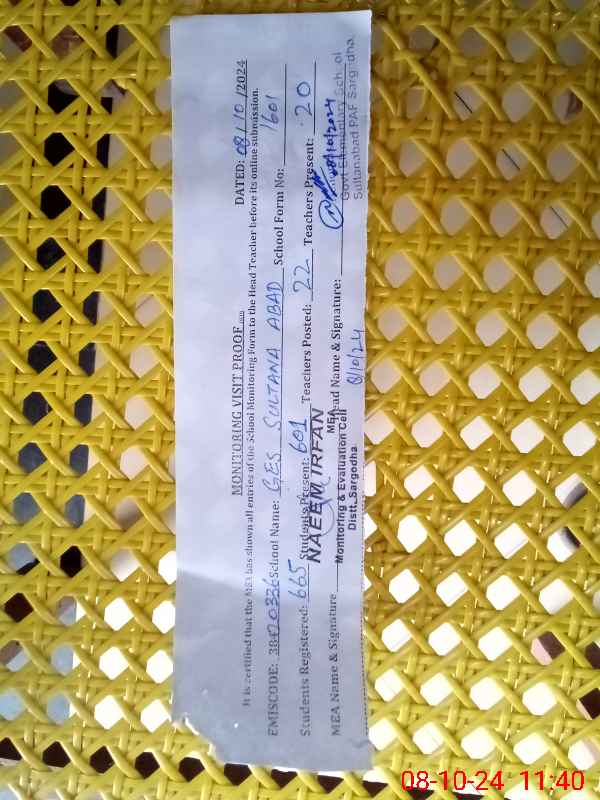 MONITORING VISIT PROOF
DATED: 08/10/2024
It is certified that the MEA has shown all entries of the School Monitoring Form to the Head Teacher before its online submission.
EMISCODE: 38420336 School Name: GES SULTANA ABAD School Form No: 1601
Students Registered: 665 Students Present: 601 Teachers Posted: 22 Teachers Present: 20
NAEEM IRFAN
MEA Name & Signature Head Name & Signature: 08/10/2024
MEA
Monitoring & Evaluation Cell
Distt. Sargodha
8/10/24
Govt Elementary School
Sultanabad PAF Sargodha
08-10-24 11:40